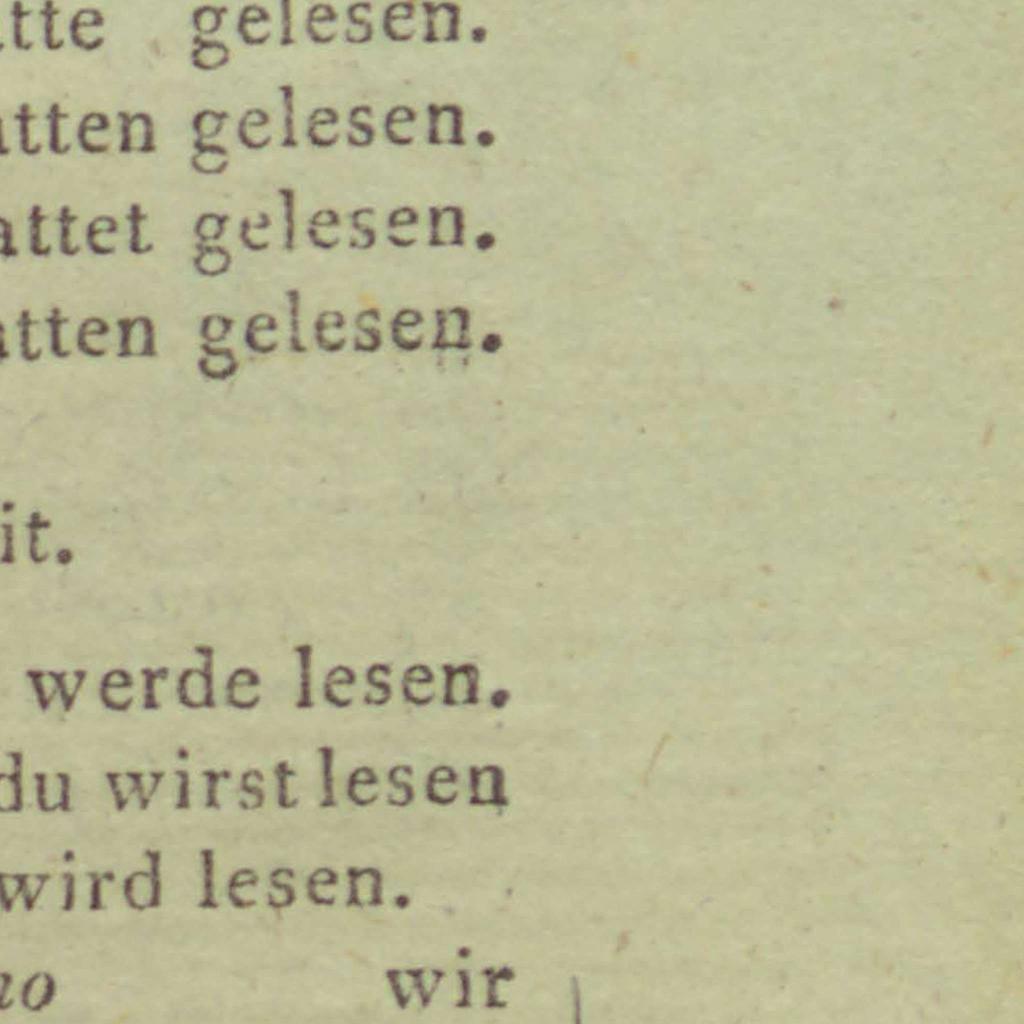 tte gelesen.
atten gelesen.
attet gelesen.
atten gelesen.
it.
werde lesen.
du wirst lesen
wird lesen.
no wir